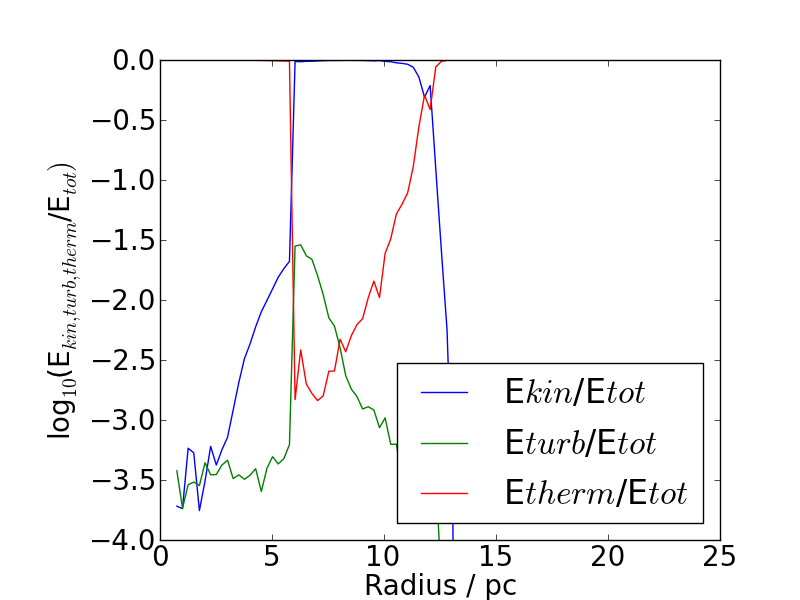 0.0
−0.5
−1.0
−1.5
−2.0
−2.5
−3.0
−3.5
−4.0
log10(Ekin,turb,therm/Etot)
Ekin/Etot
Eturb/Etot
Etherm/Etot
0 5 10 15 20 25
Radius / pc